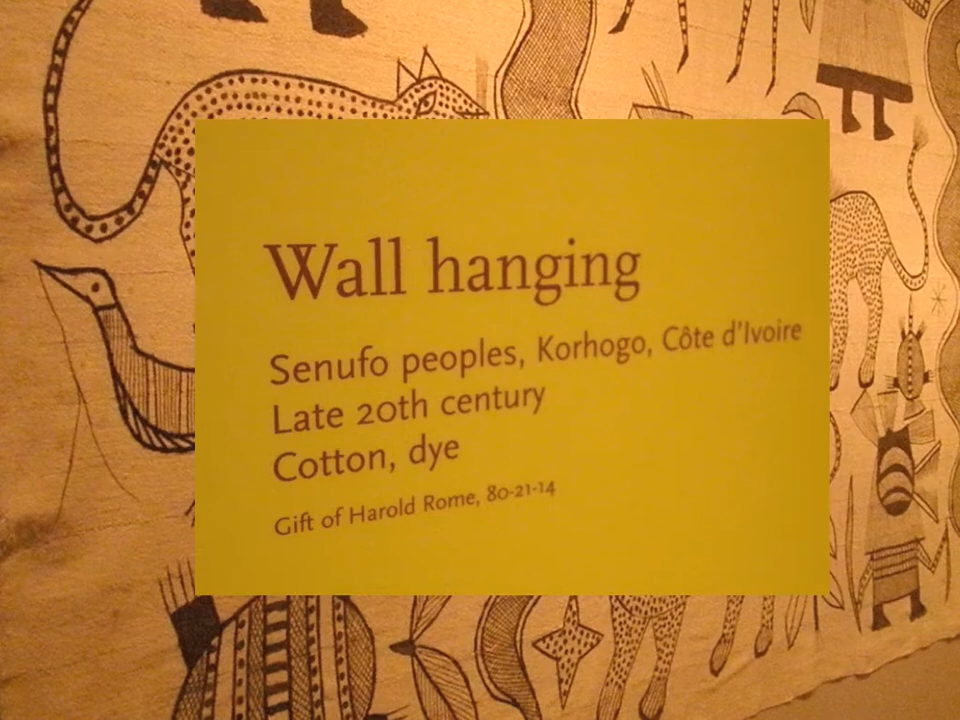 Wall hanging
Senufo peoples, Korhogo, Côte d'Ivoire
Late 20th century
Cotton, dye
Gift of Harold Rome, 80-21-14